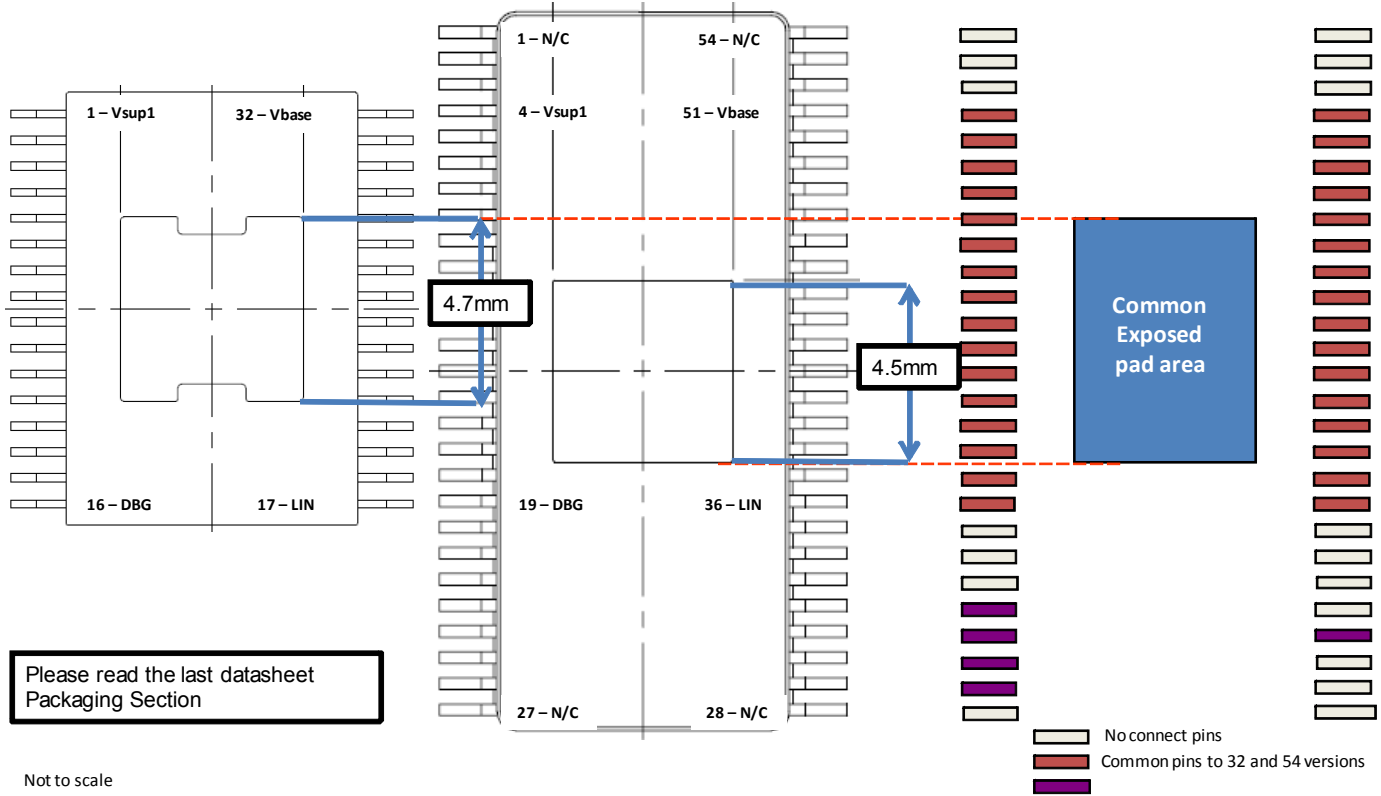 1 – N/C
54 – N/C
1 – Vsup1
32 – Vbase
4 – Vsup1
51 – Vbase
4.7mm
4.5mm
Common
Exposed
pad area
16 – DBG
17 – LIN
19 – DBG
36 – LIN
Please read the last datasheet
Packaging Section
27 – N/C
28 – N/C
No connect pins
Common pins to 32 and 54 versions
Not to scale